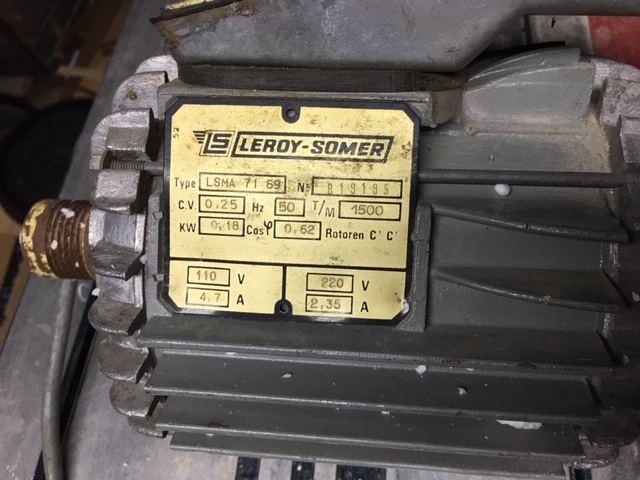 LS LEROY-SOMER
52
Type LSMA 71 69 N° 819195
C.V. 0,25 Hz 50 T/M 1500
KW 0,18 Cos φ 0,62 Rotoren C' C'
110 V 220 V
4,7 A 2,35 A